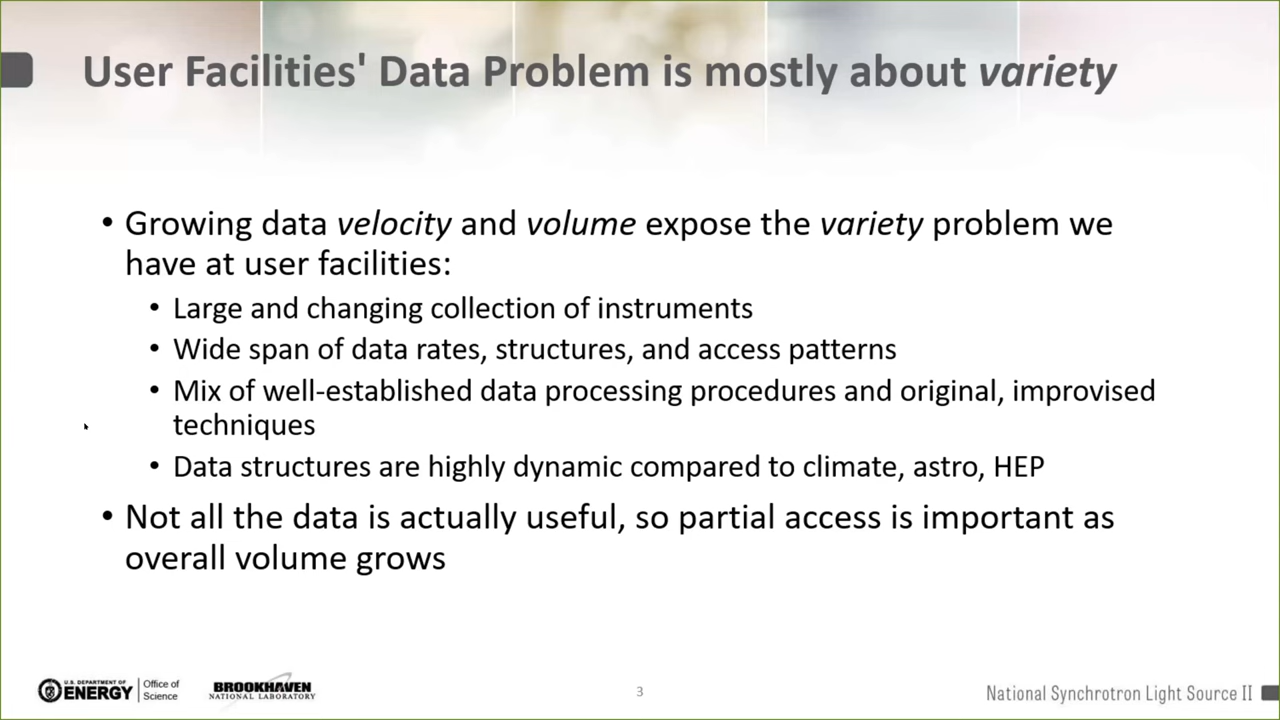 User Facilities' Data Problem is mostly about variety
• Growing data velocity and volume expose the variety problem we
have at user facilities:
• Large and changing collection of instruments
• Wide span of data rates, structures, and access patterns
• Mix of well-established data processing procedures and original, improvised
techniques
• Data structures are highly dynamic compared to climate, astro, HEP
• Not all the data is actually useful, so partial access is important as
overall volume grows
U.S. DEPARTMENT OF
ENERGY
Office of
Science
BROOKHAVEN
NATIONAL LABORATORY
3
National Synchrotron Light Source II